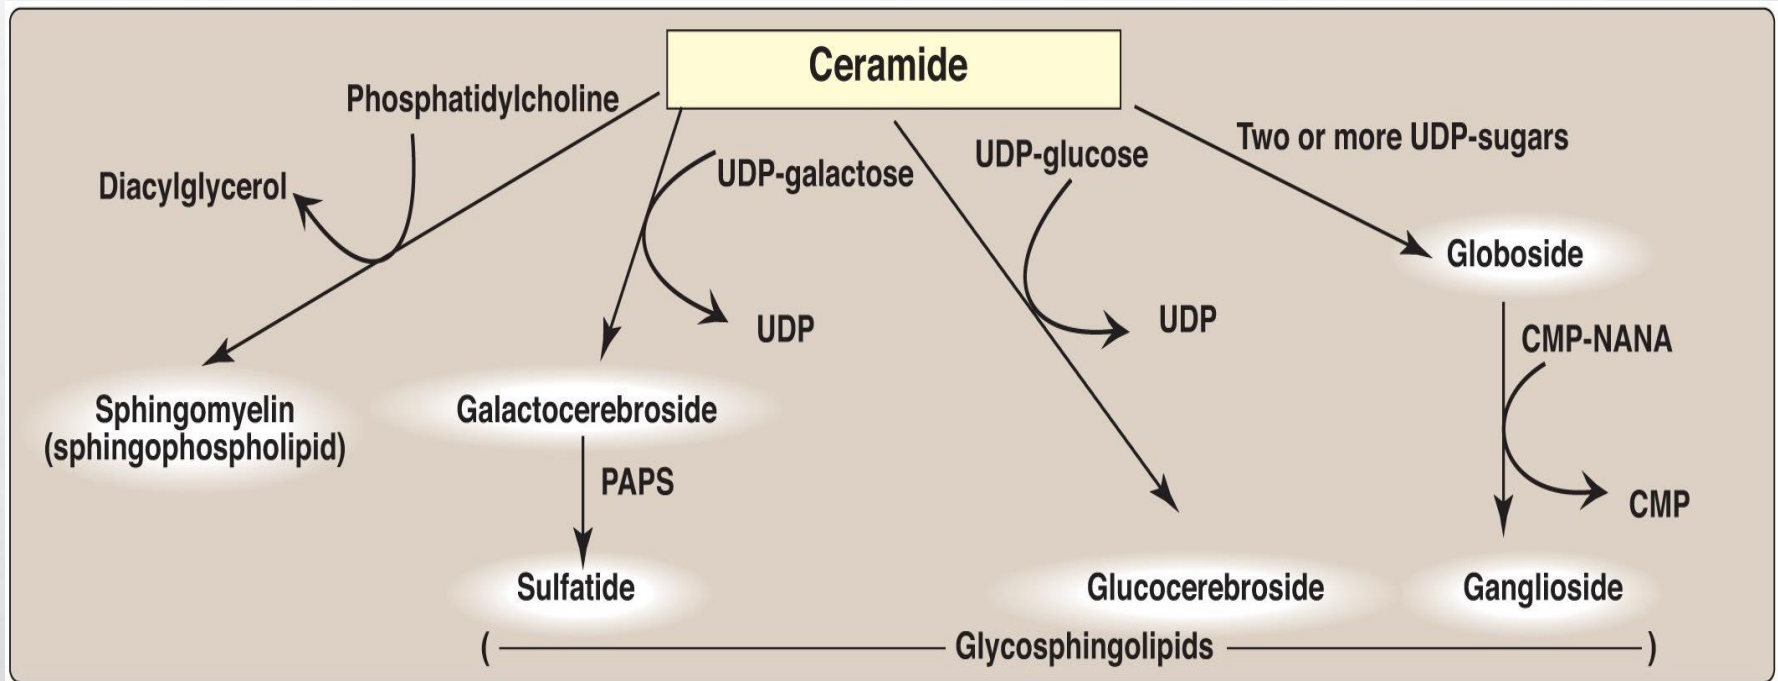 Ceramide
Phosphatidylcholine
Two or more UDP-sugars
UDP-glucose
UDP-galactose
Diacylglycerol
Globoside
UDP
UDP
CMP-NANA
Sphingomyelin
(sphingophospholipid)
Galactocerebroside
PAPS
CMP
Sulfatide
Glucocerebroside
Ganglioside
( Glycosphingolipids )